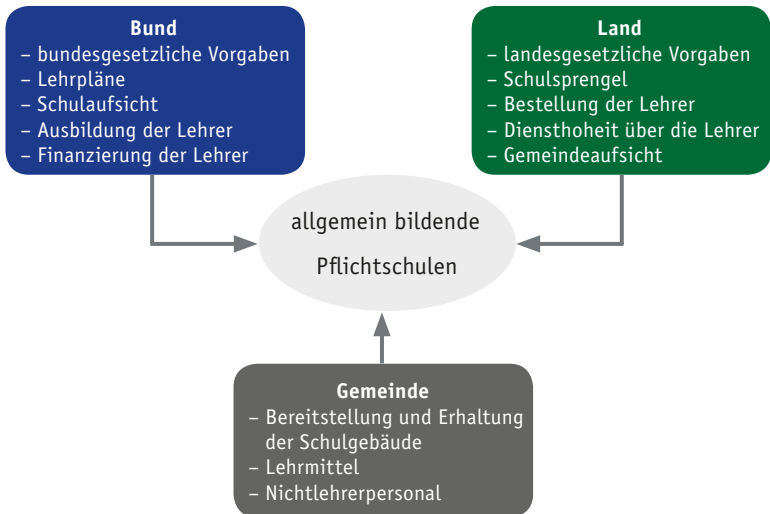 Bund
– bundesgesetzliche Vorgaben
– Lehrpläne
– Schulaufsicht
– Ausbildung der Lehrer
– Finanzierung der Lehrer
Land
– landesgesetzliche Vorgaben
– Schulsprengel
– Bestellung der Lehrer
– Diensthoheit über die Lehrer
– Gemeindeaufsicht
allgemein bildende
Pflichtschulen
Gemeinde
– Bereitstellung und Erhaltung
der Schulgebäude
– Lehrmittel
– Nichtlehrerpersonal